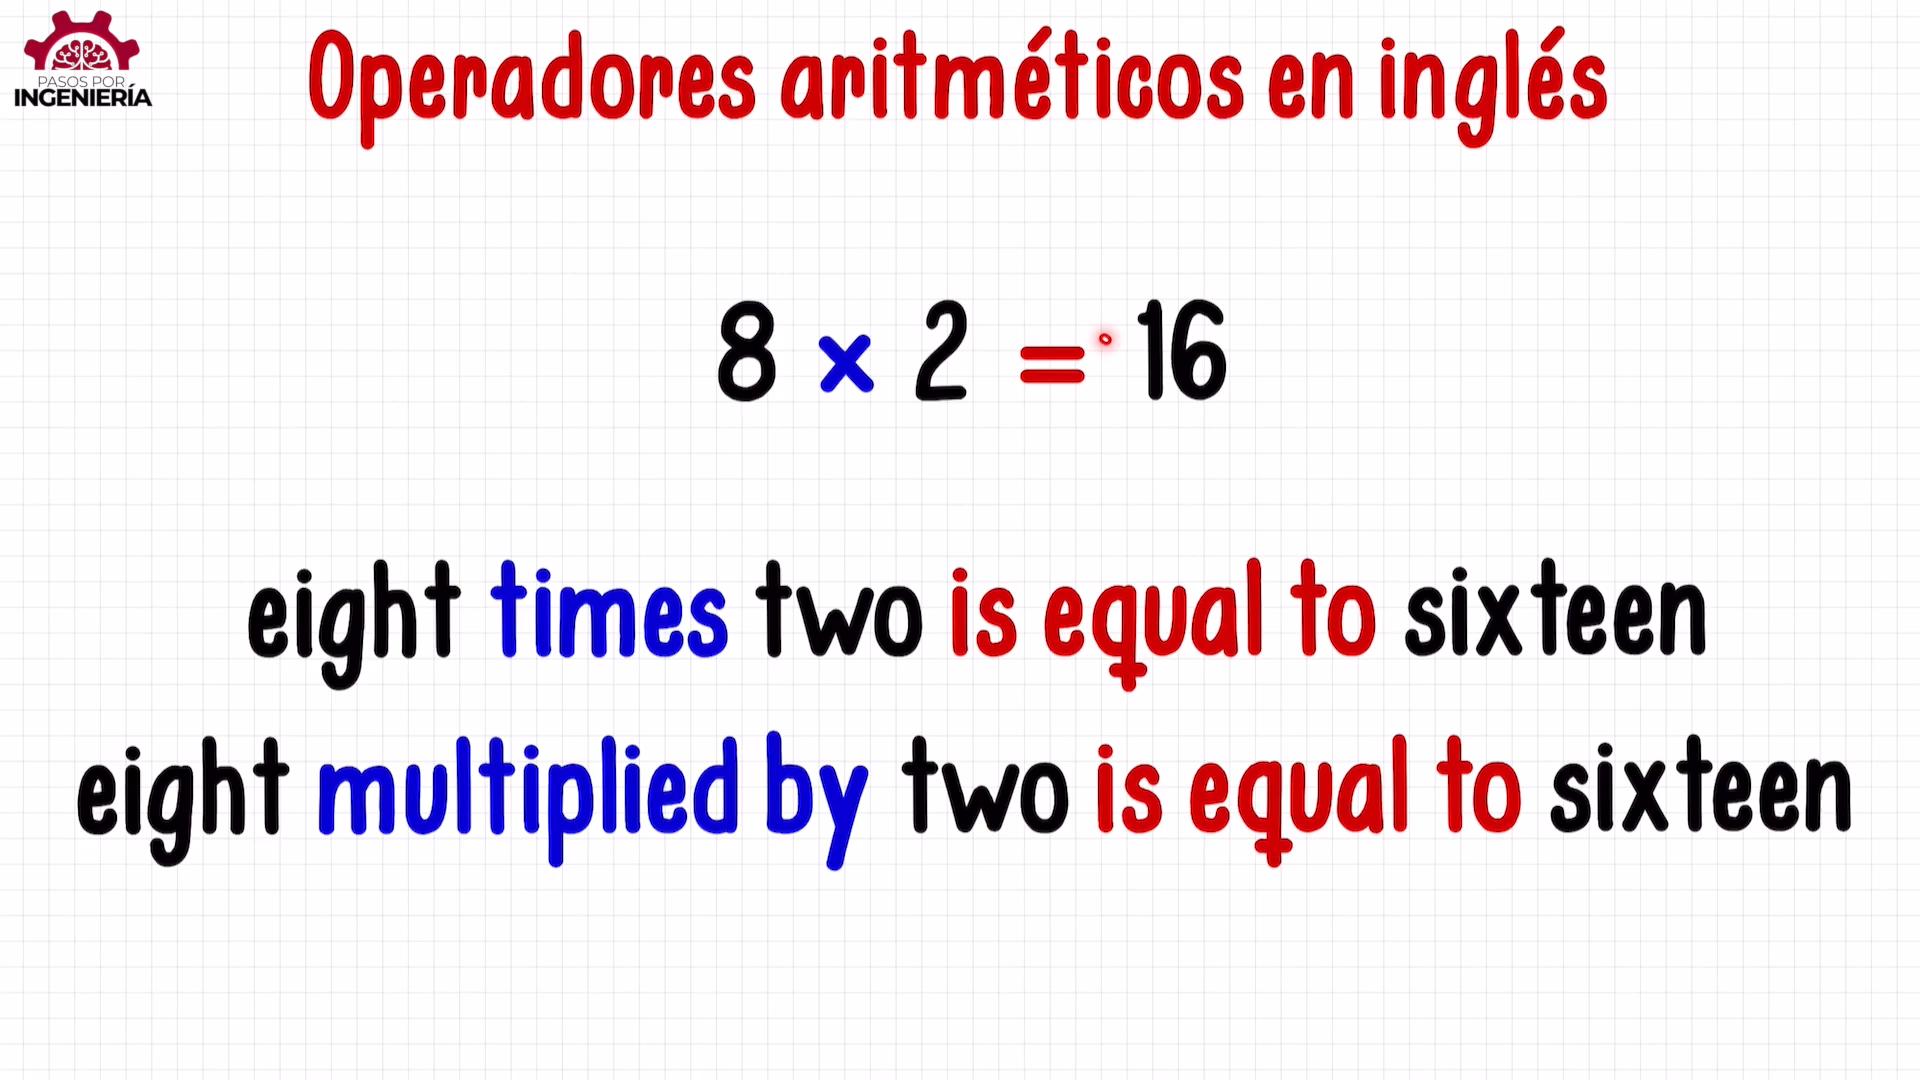 PASOS POR
INGENIERÍA
Operadores aritméticos en inglés
8 × 2 = 16
eight times two is equal to sixteen
eight multiplied by two is equal to sixteen